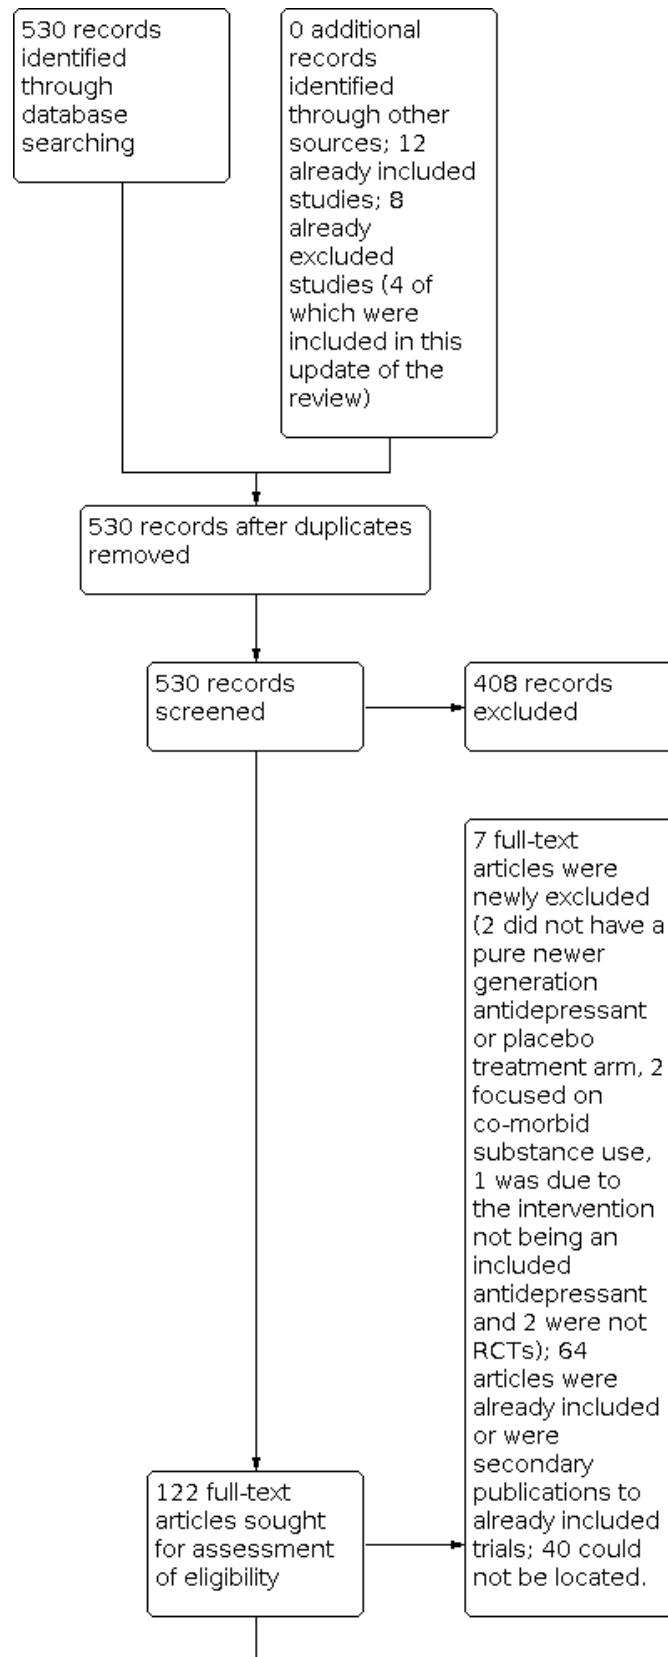 530 records
identified
through
database
searching
0 additional
records
identified
through other
sources; 12
already included
studies; 8
already
excluded
studies (4 of
which were
included in this
update of the
review)
530 records after duplicates
removed
530 records
screened
408 records
excluded
7 full-text
articles were
newly excluded
(2 did not have a
pure newer
generation
antidepressant
or placebo
treatment arm, 2
focused on
co-morbid
substance use,
1 was due to
the intervention
not being an
included
antidepressant
and 2 were not
RCTs); 64
articles were
already included
or were
secondary
publications to
already included
trials; 40 could
not be located.
122 full-text
articles sought
for assessment
of eligibility